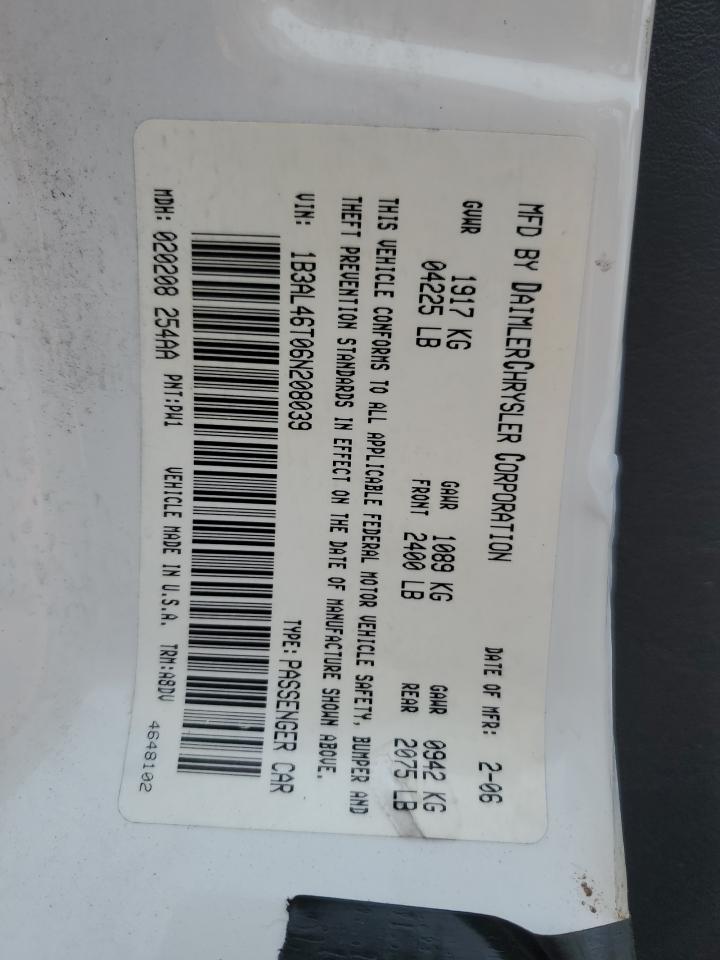 MFD BY DAIMLERCHRYSLER CORPORATION
DATE OF MFR: 2-06
GVWR 1917 KG
04225 LB
GAWR 1089 KG
FRONT 2400 LB
GAWR 0942 KG
REAR 2075 LB
THIS VEHICLE CONFORMS TO ALL APPLICABLE FEDERAL MOTOR VEHICLE SAFETY, BUMPER AND
THEFT PREVENTION STANDARDS IN EFFECT ON THE DATE OF MANUFACTURE SHOWN ABOVE.
VIN: 1B3AL46T06N208039 TYPE: PASSENGER CAR
MDH: 020208 254AA PNT:PW1 VEHICLE MADE IN U.S.A. TRM:A8DV
4648102